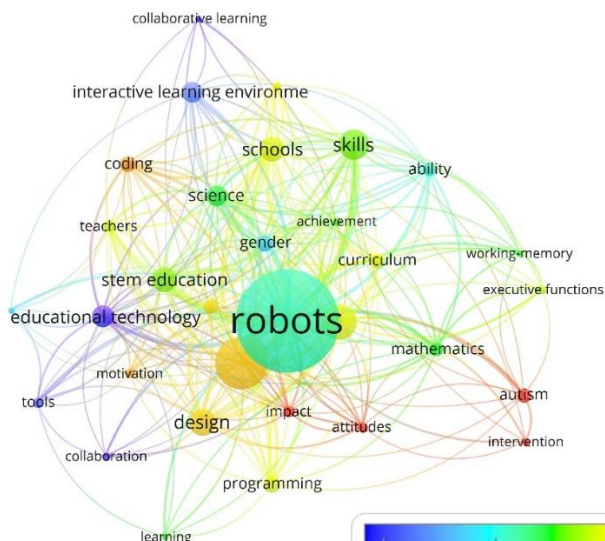 collaborative learning
interactive learning environme
schools
skills
coding
ability
science
achievement
teachers
gender
working-memory
curriculum
stem education
executive functions
educational technology
robots
mathematics
motivation
autism
tools
impact
design
attitudes
intervention
collaboration
programming
learning